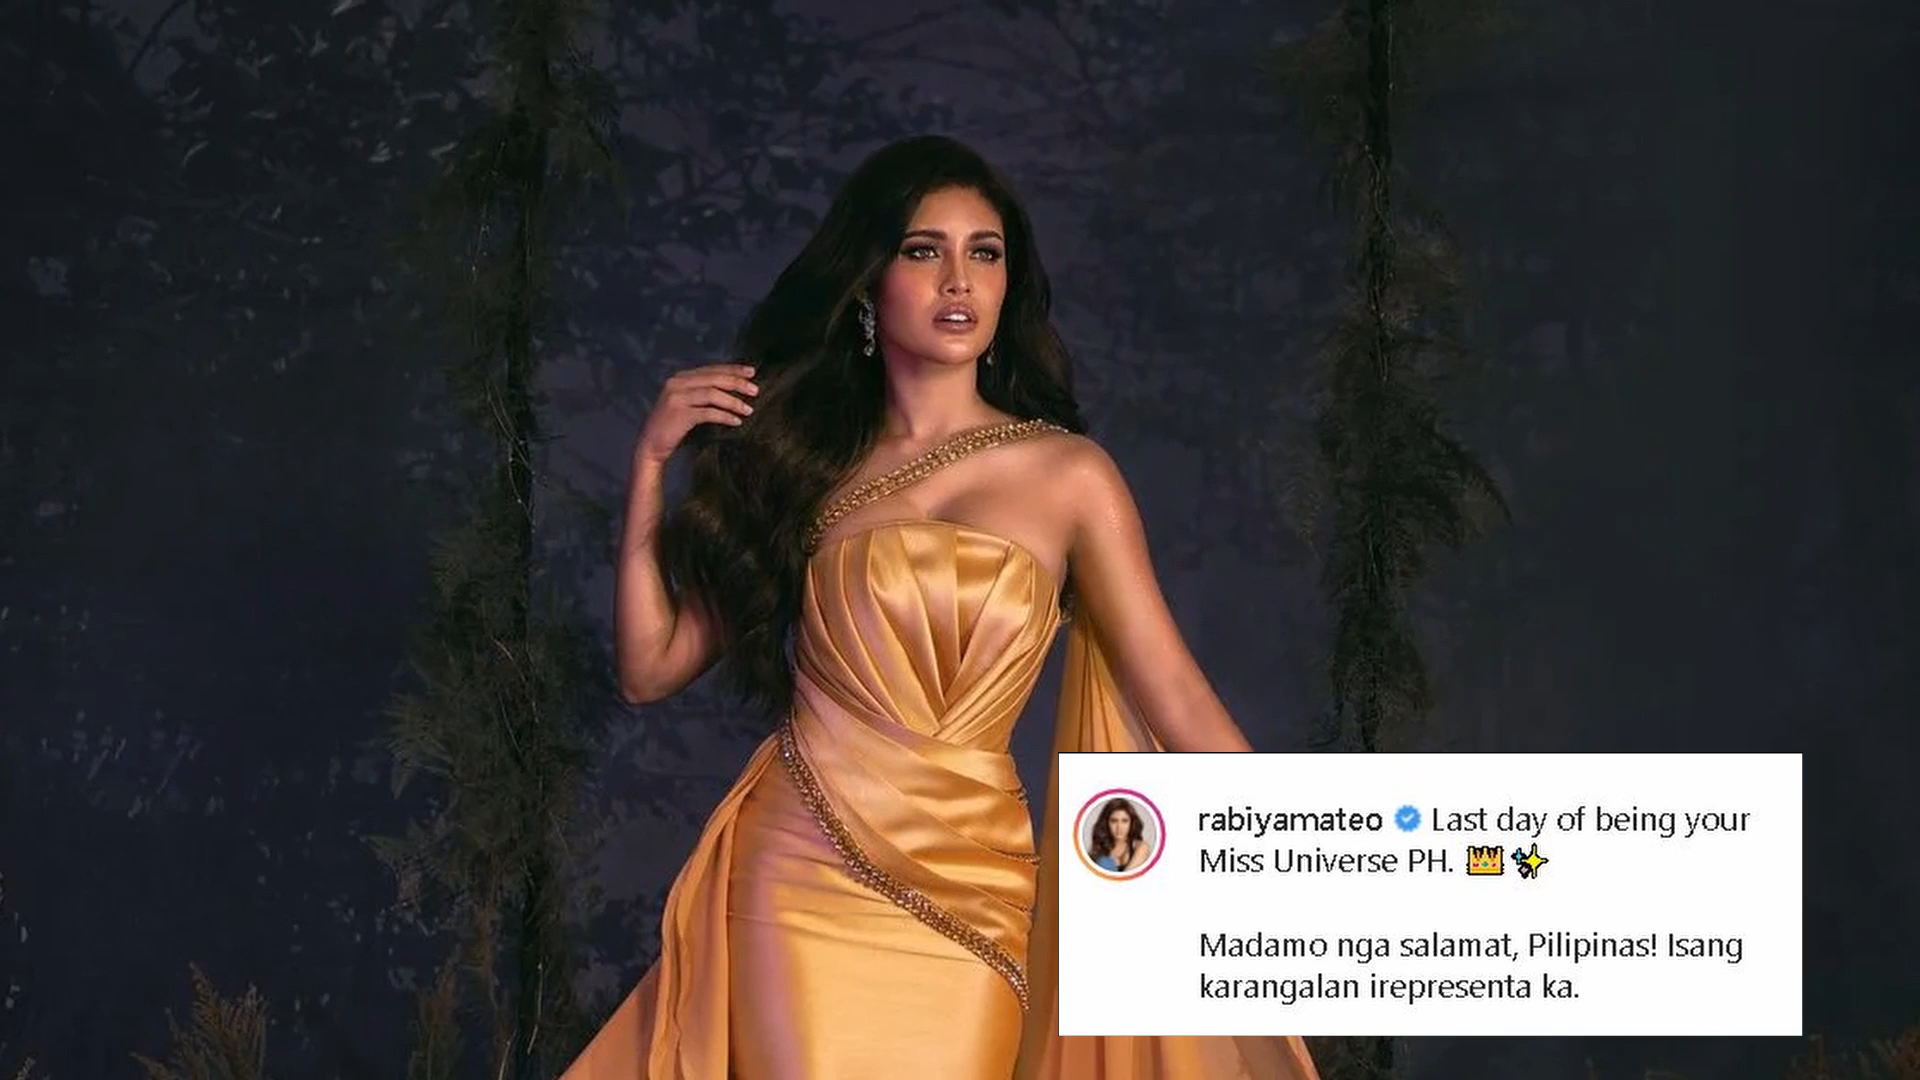 rabiyamateo Last day of being your
Miss Universe PH. 👑✨
Madamo nga salamat, Pilipinas! Isang
karangalan irepresenta ka.